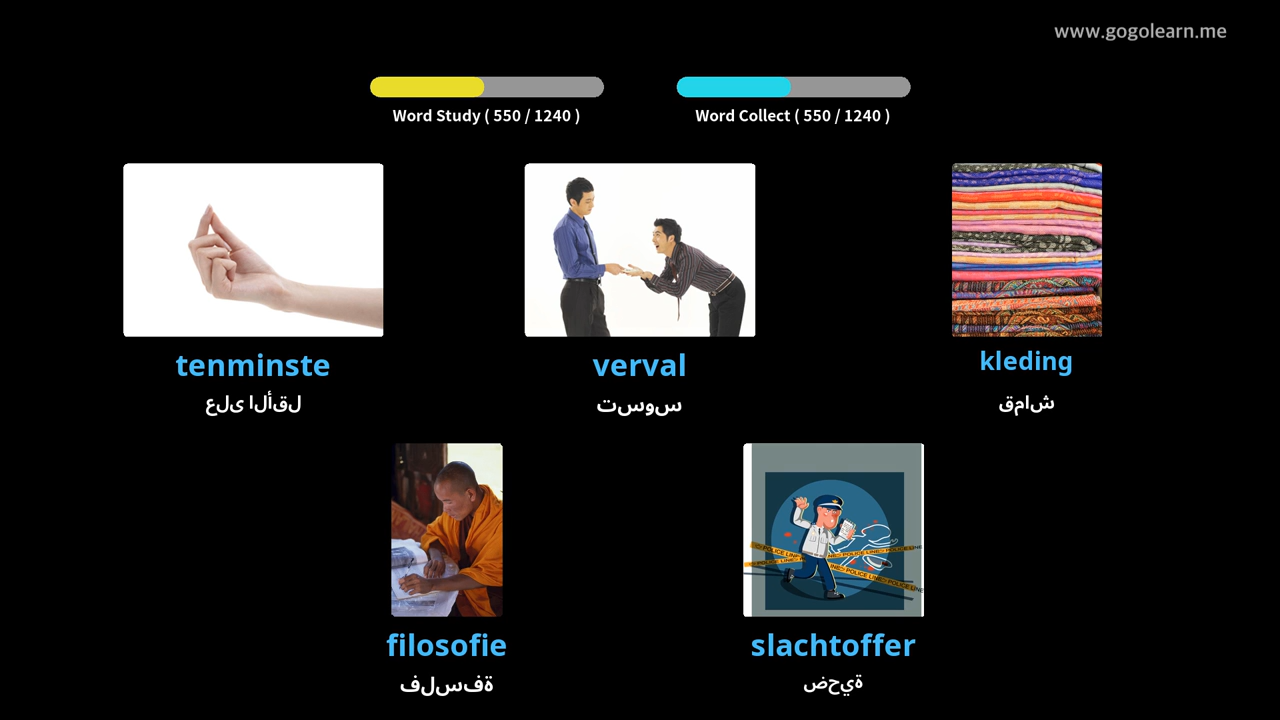 www.gogolearn.me
Word Study ( 550 / 1240 )
Word Collect ( 550 / 1240 )
tenminste
على الأقل
verval
تسوس
kleding
قماش
filosofie
فلسفة
slachtoffer
ضحية